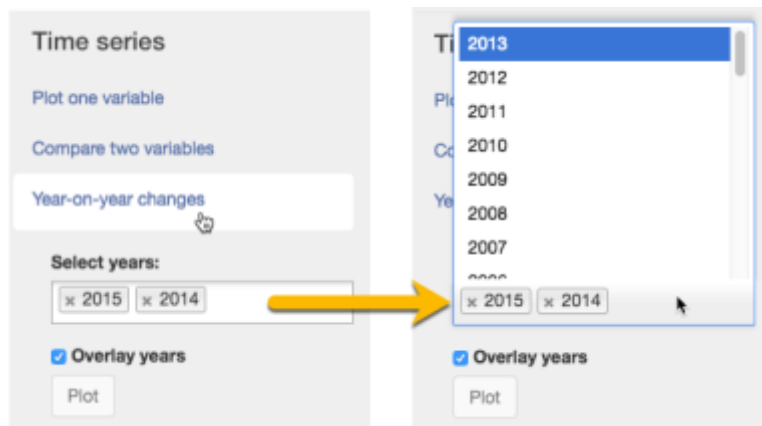 Time series
Plot one variable
Compare two variables
Year-on-year changes
Select years:
× 2015 × 2014
Overlay years
Plot
2013
2012
2011
2010
2009
2008
2007
× 2015 × 2014
Overlay years
Plot